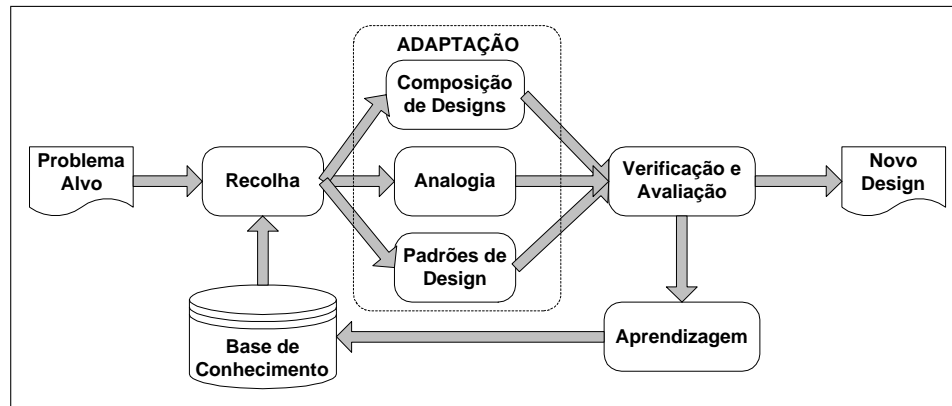 ADAPTAÇÃO
Composição
de Designs
Problema
Alvo
Recolha
Analogia
Verificação e
Avaliação
Novo
Design
Padrões de
Design
Base de
Conhecimento
Aprendizagem